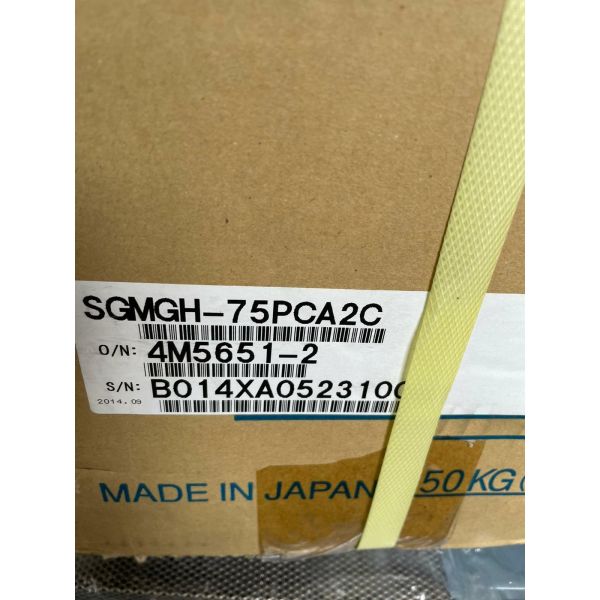 SGMGH-75PCA2C
O/N: 4M5651-2
S/N: B014XA052310
2014.09
MADE IN JAPAN 50KG